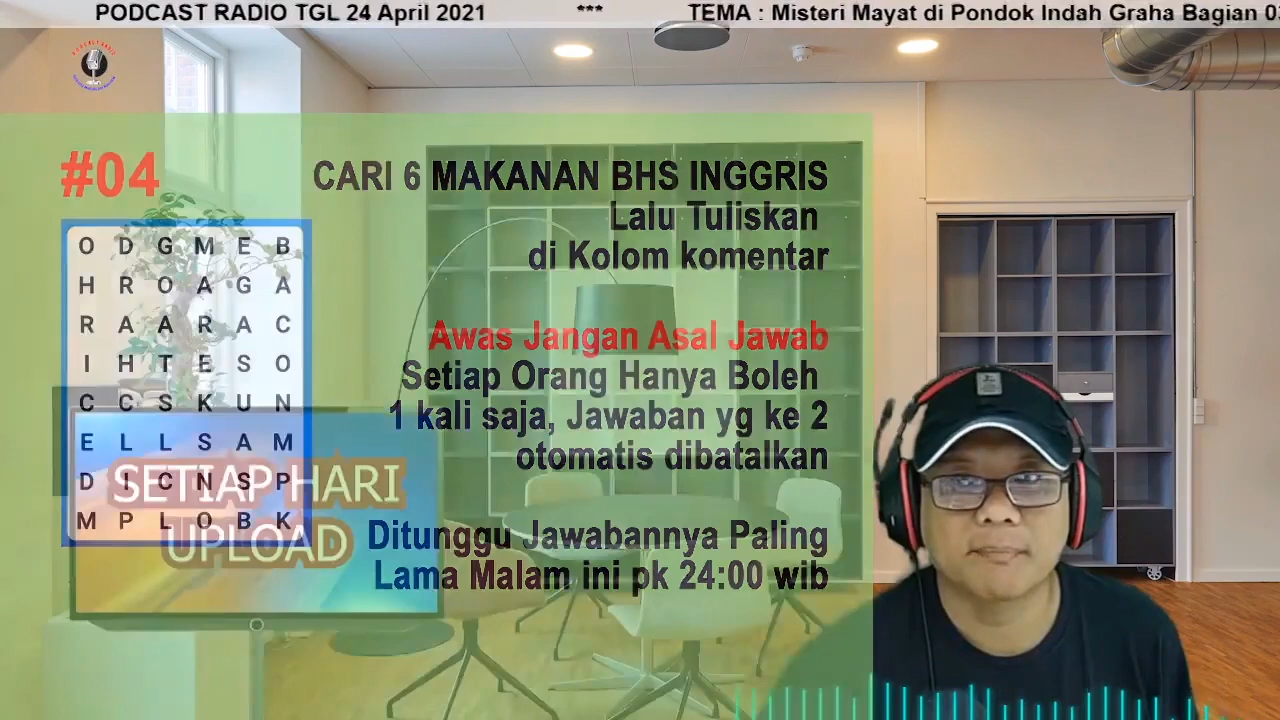 PODCAST RADIO TGL 24 April 2021 *** TEMA : Misteri Mayat di Pondok Indah Graha Bagian
#04
CARI 6 MAKANAN BHS INGGRIS
Lalu Tuliskan
di Kolom komentar
Awas Jangan Asal Jawab
Setiap Orang Hanya Boleh
1 kali saja, Jawaban yg ke 2
otomatis dibatalkan
Ditunggu Jawabannya Paling
Lama Malam ini pk 24:00 wib
O D G M E B
H R O A G A
R A A R A C
I H T E S O
C C S K U N
E L L S A M
D I C N S P
M P L O B K
SETIAP HARI
UPLOAD